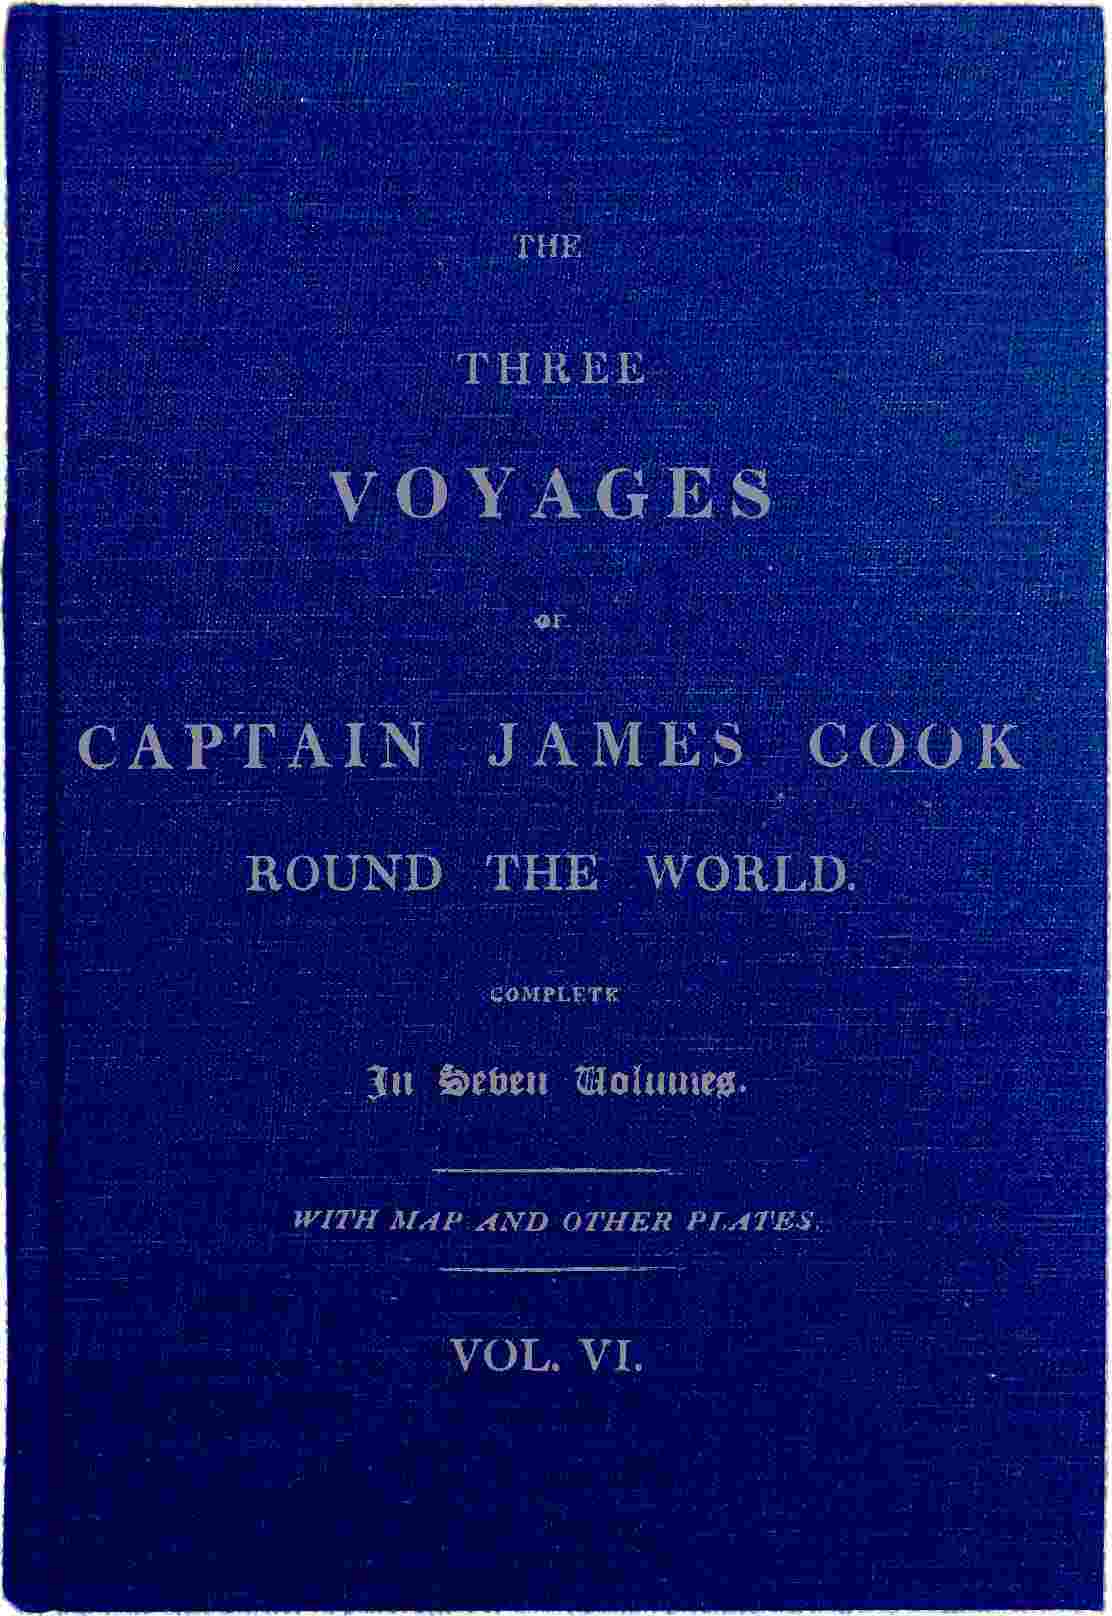 THE
THREE
VOYAGES
OF
CAPTAIN JAMES COOK
ROUND THE WORLD.
COMPLETE
In Seven Volumes.
WITH MAP AND OTHER PLATES.
VOL. VI.